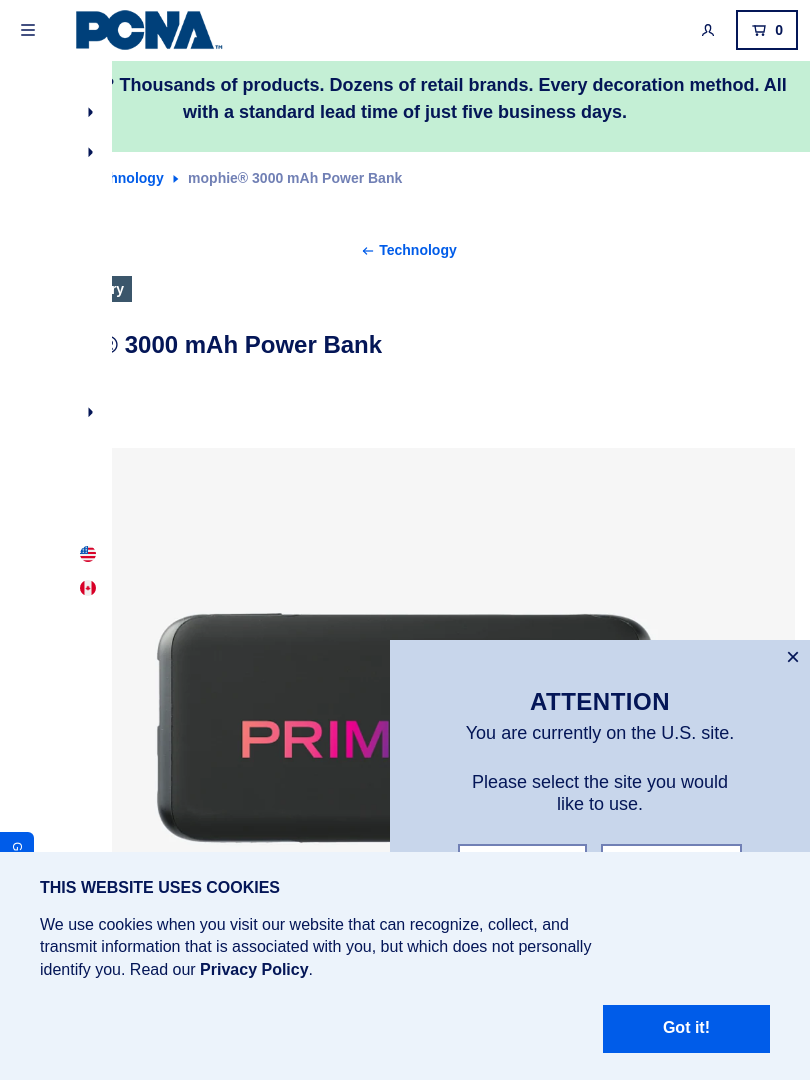 PCNA™
0
Thousands of products. Dozens of retail brands. Every decoration method. All
with a standard lead time of just five business days.
mophie® 3000 mAh Power Bank
← Technology
3000 mAh Power Bank
PRIM
×
ATTENTION
You are currently on the U.S. site.
Please select the site you would
like to use.
G
THIS WEBSITE USES COOKIES
We use cookies when you visit our website that can recognize, collect, and
transmit information that is associated with you, but which does not personally
identify you. Read our Privacy Policy.
Got it!